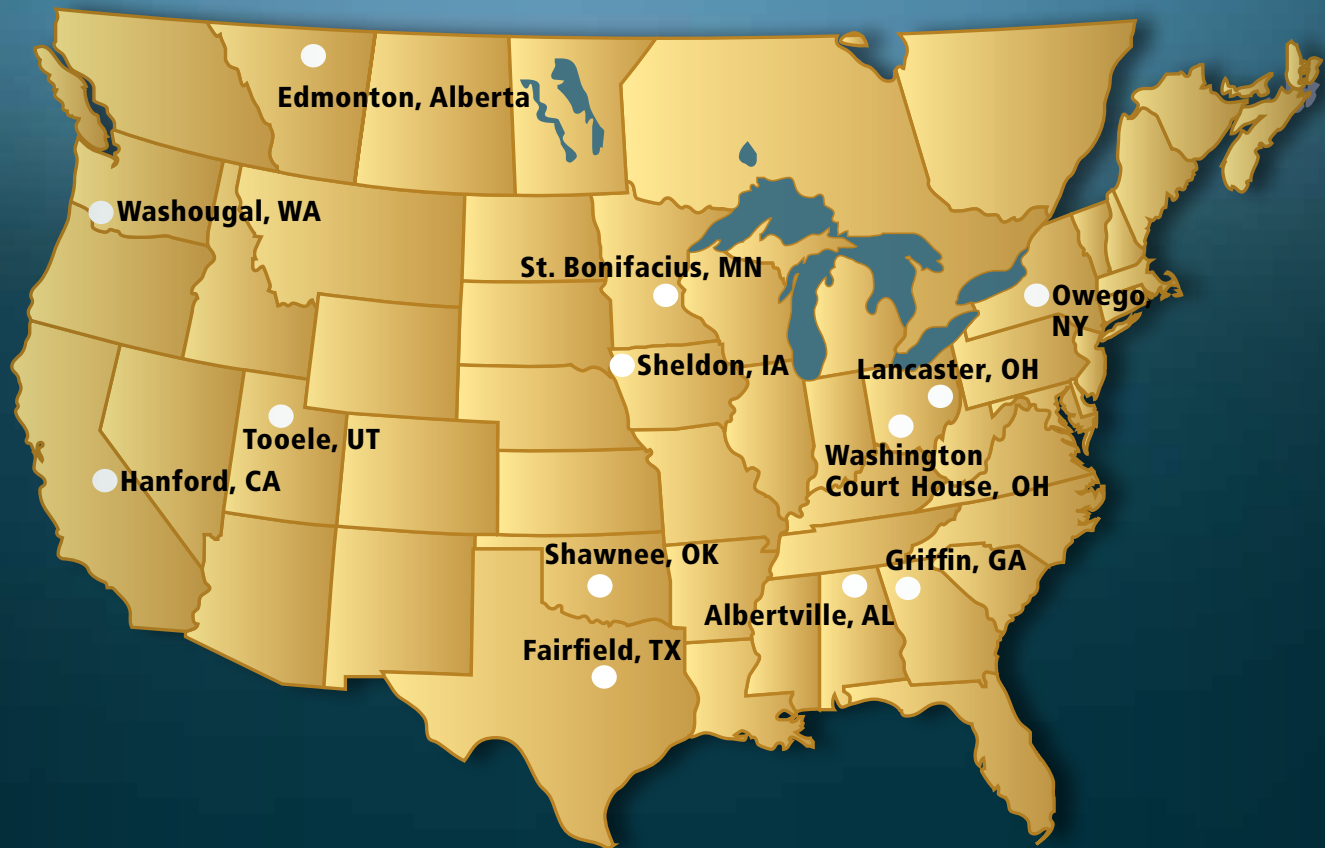 Edmonton, Alberta
Washougal, WA
St. Bonifacius, MN
Owego,
NY
Sheldon, IA
Lancaster, OH
Tooele, UT
Washington
Court House, OH
Hanford, CA
Shawnee, OK
Griffin, GA
Albertville, AL
Fairfield, TX